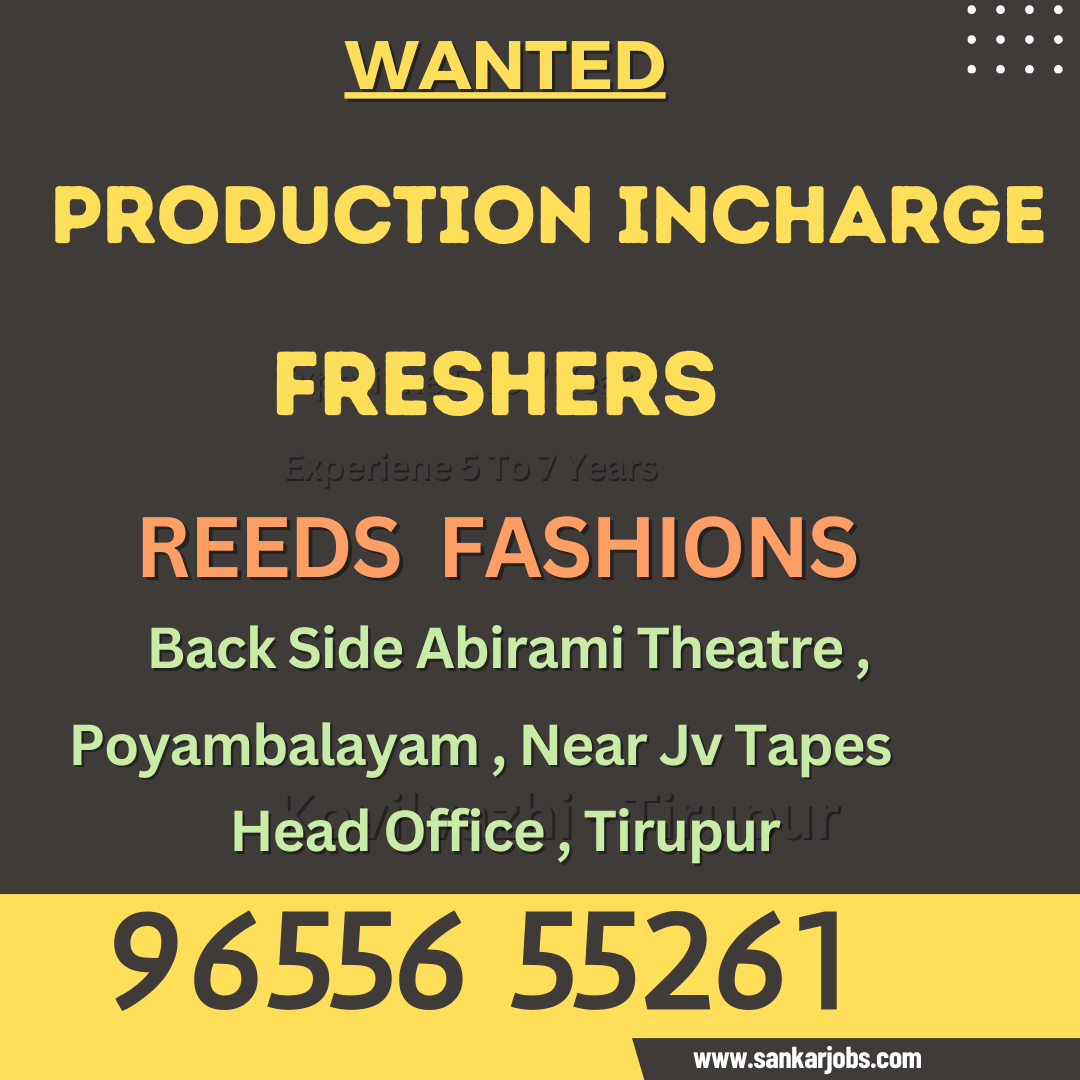 WANTED
PRODUCTION INCHARGE
FRESHERS
Experiene 5 To 7 Years
REEDS FASHIONS
Back Side Abirami Theatre ,
Poyambalayam , Near Jv Tapes
Head Office , Tirupur
96556 55261
www.sankarjobs.com